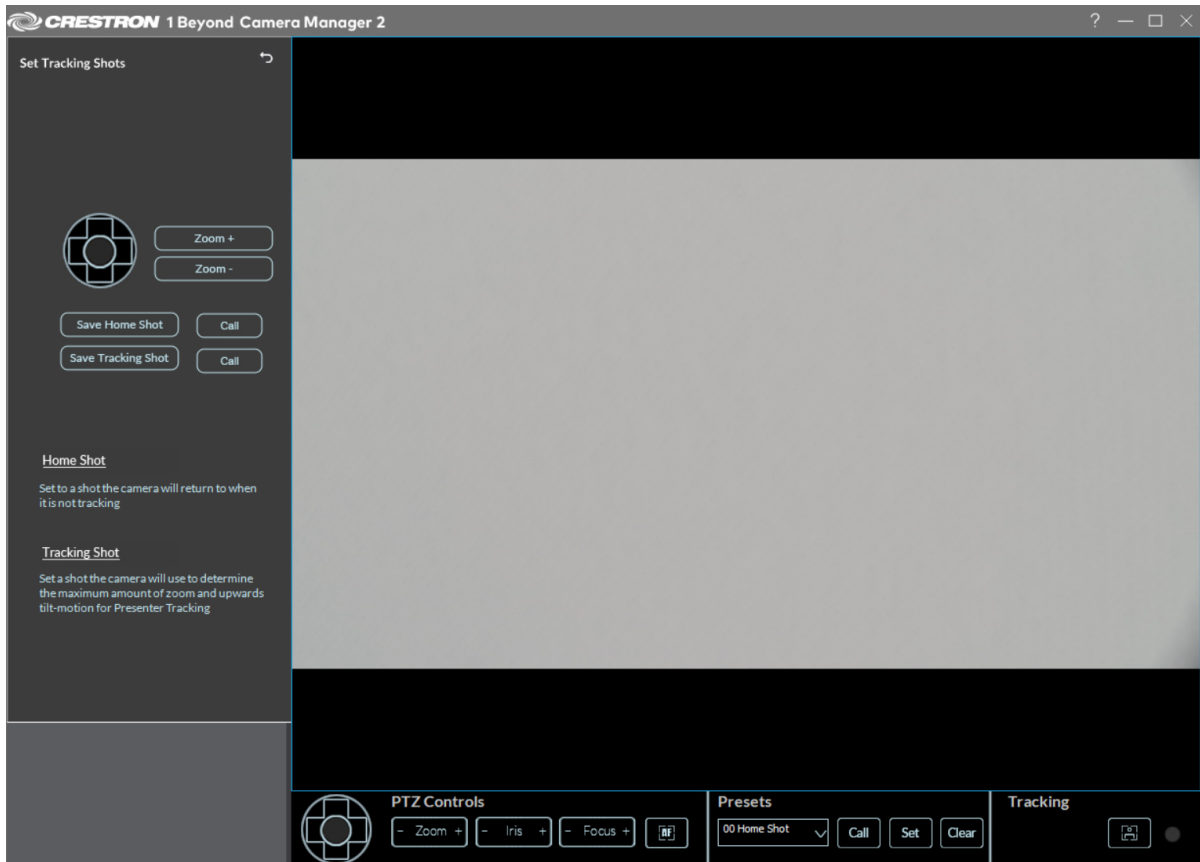 CRESTRON 1 Beyond Camera Manager 2
?
Set Tracking Shots
Zoom +
Zoom -
Save Home Shot
Call
Save Tracking Shot
Call
Home Shot
Set to a shot the camera will return to when
it is not tracking
Tracking Shot
Set a shot the camera will use to determine
the maximum amount of zoom and upwards
tilt-motion for Presenter Tracking
PTZ Controls
- Zoom +
- Iris +
- Focus +
AF
Presets
00 Home Shot
Call
Set
Clear
Tracking